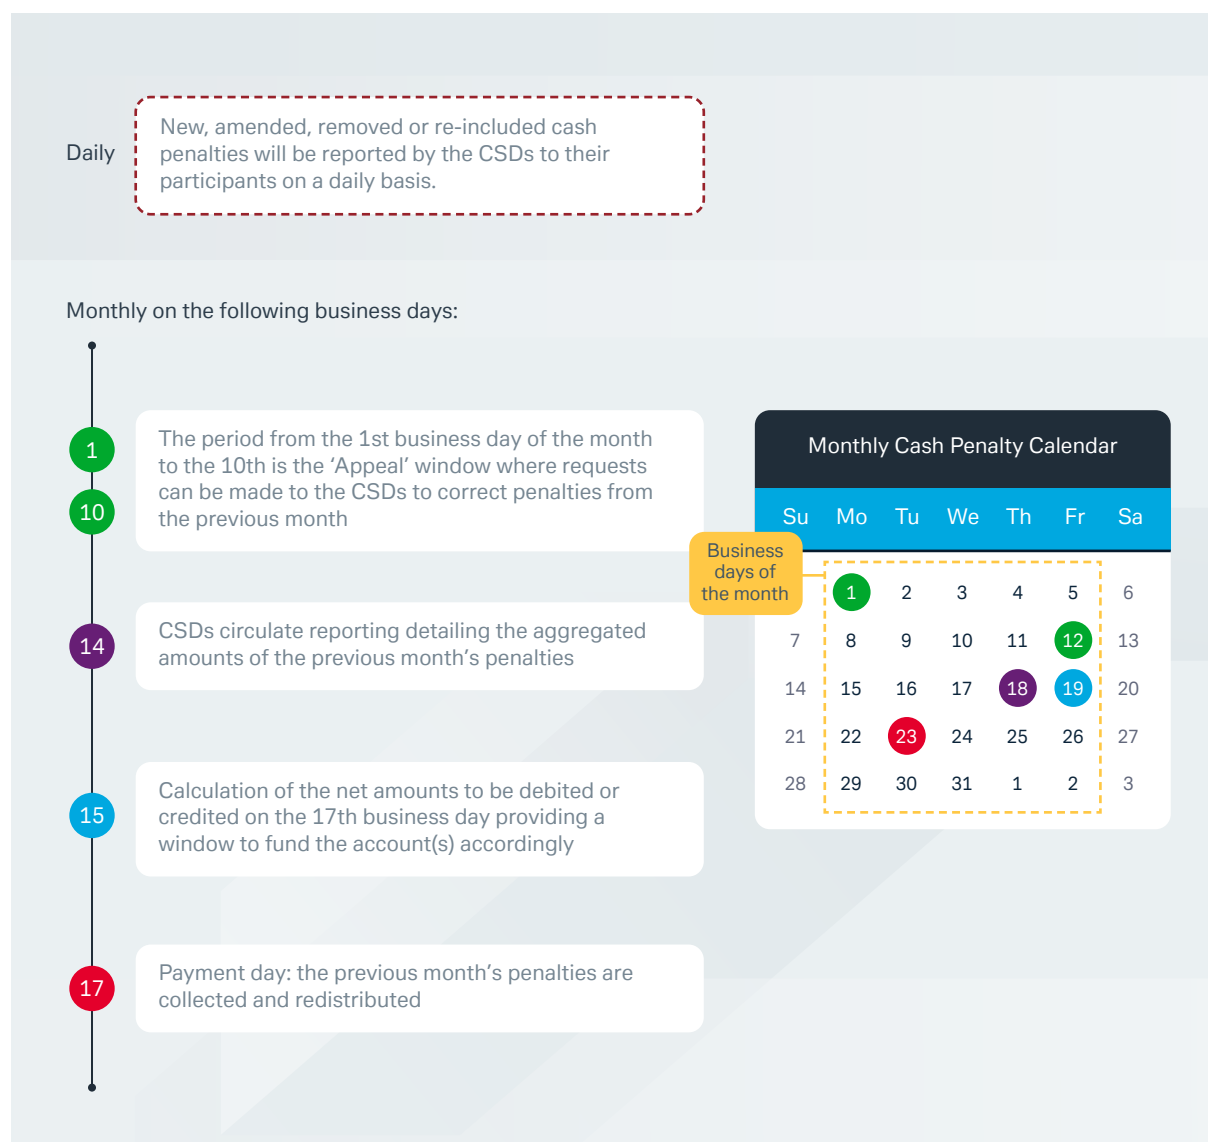 Daily
New, amended, removed or re-included cash
penalties will be reported by the CSDs to their
participants on a daily basis.
Monthly on the following business days:
1
10
The period from the 1st business day of the month
to the 10th is the ‘Appeal’ window where requests
can be made to the CSDs to correct penalties from
the previous month
14
CSDs circulate reporting detailing the aggregated
amounts of the previous month’s penalties
15
Calculation of the net amounts to be debited or
credited on the 17th business day providing a
window to fund the account(s) accordingly
17
Payment day: the previous month’s penalties are
collected and redistributed
Monthly Cash Penalty Calendar
Su Mo Tu We Th Fr Sa
Business
days of
the month
1 2 3 4 5 6
7 8 9 10 11 12 13
14 15 16 17 18 19 20
21 22 23 24 25 26 27
28 29 30 31 1 2 3